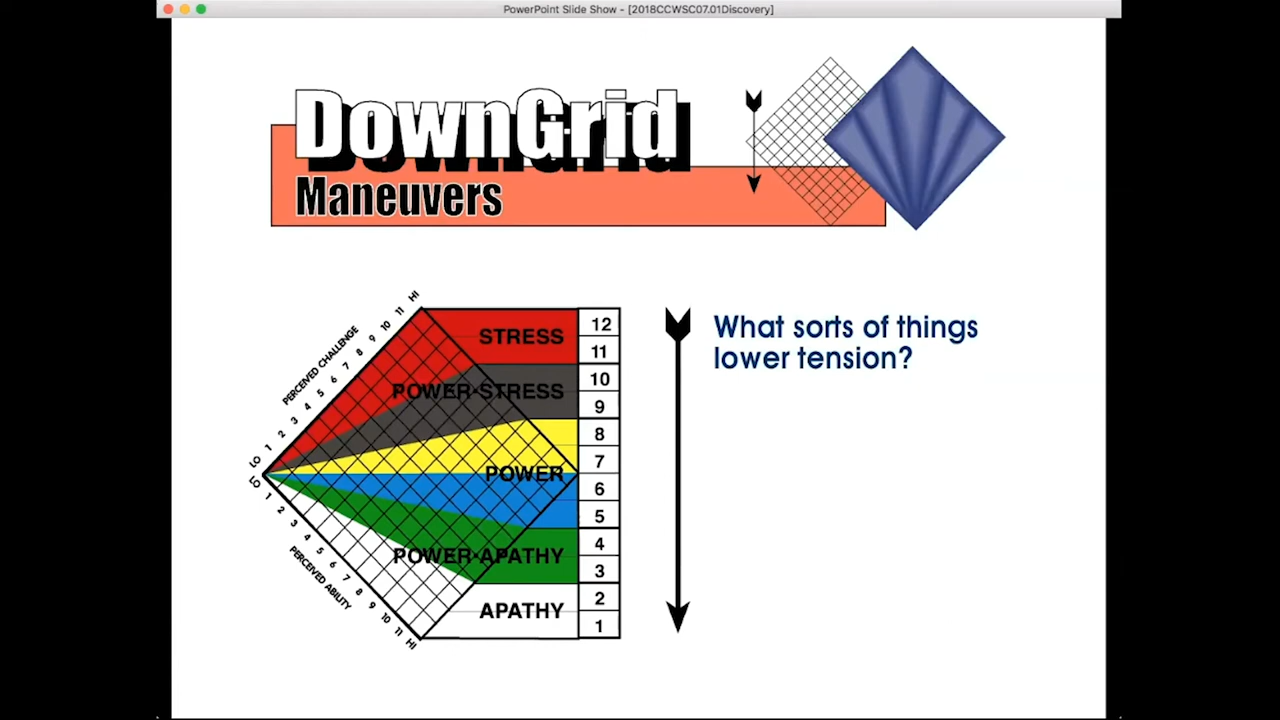 PowerPoint Slide Show - [2018CCWSC07.01Discovery]
DownGrid
Maneuvers
What sorts of things
lower tension?
PERCEIVED CHALLENGE
LO 1 2 3 4 5 6 7 8 9 10 11 HI
LO 1 2 3 4 5 6 7 8 9 10 11 HI
PERCEIVED ABILITY
STRESS
POWER-STRESS
POWER
POWER-APATHY
APATHY
12
11
10
9
8
7
6
5
4
3
2
1